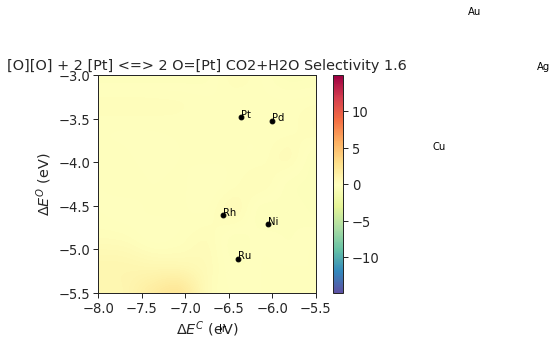 Au
[O][O] + 2 [Pt] <=> 2 O=[Pt] CO2+H2O Selectivity 1.6
Ag
−3.0
−3.5
−4.0
−4.5
−5.0
−5.5
ΔE^O (eV)
Pt
Pd
Rh
Ni
Ru
10
5
0
−5
−10
Cu
−8.0 −7.5 −7.0 −6.5 −6.0 −5.5
ΔE^C (eV)
Ir